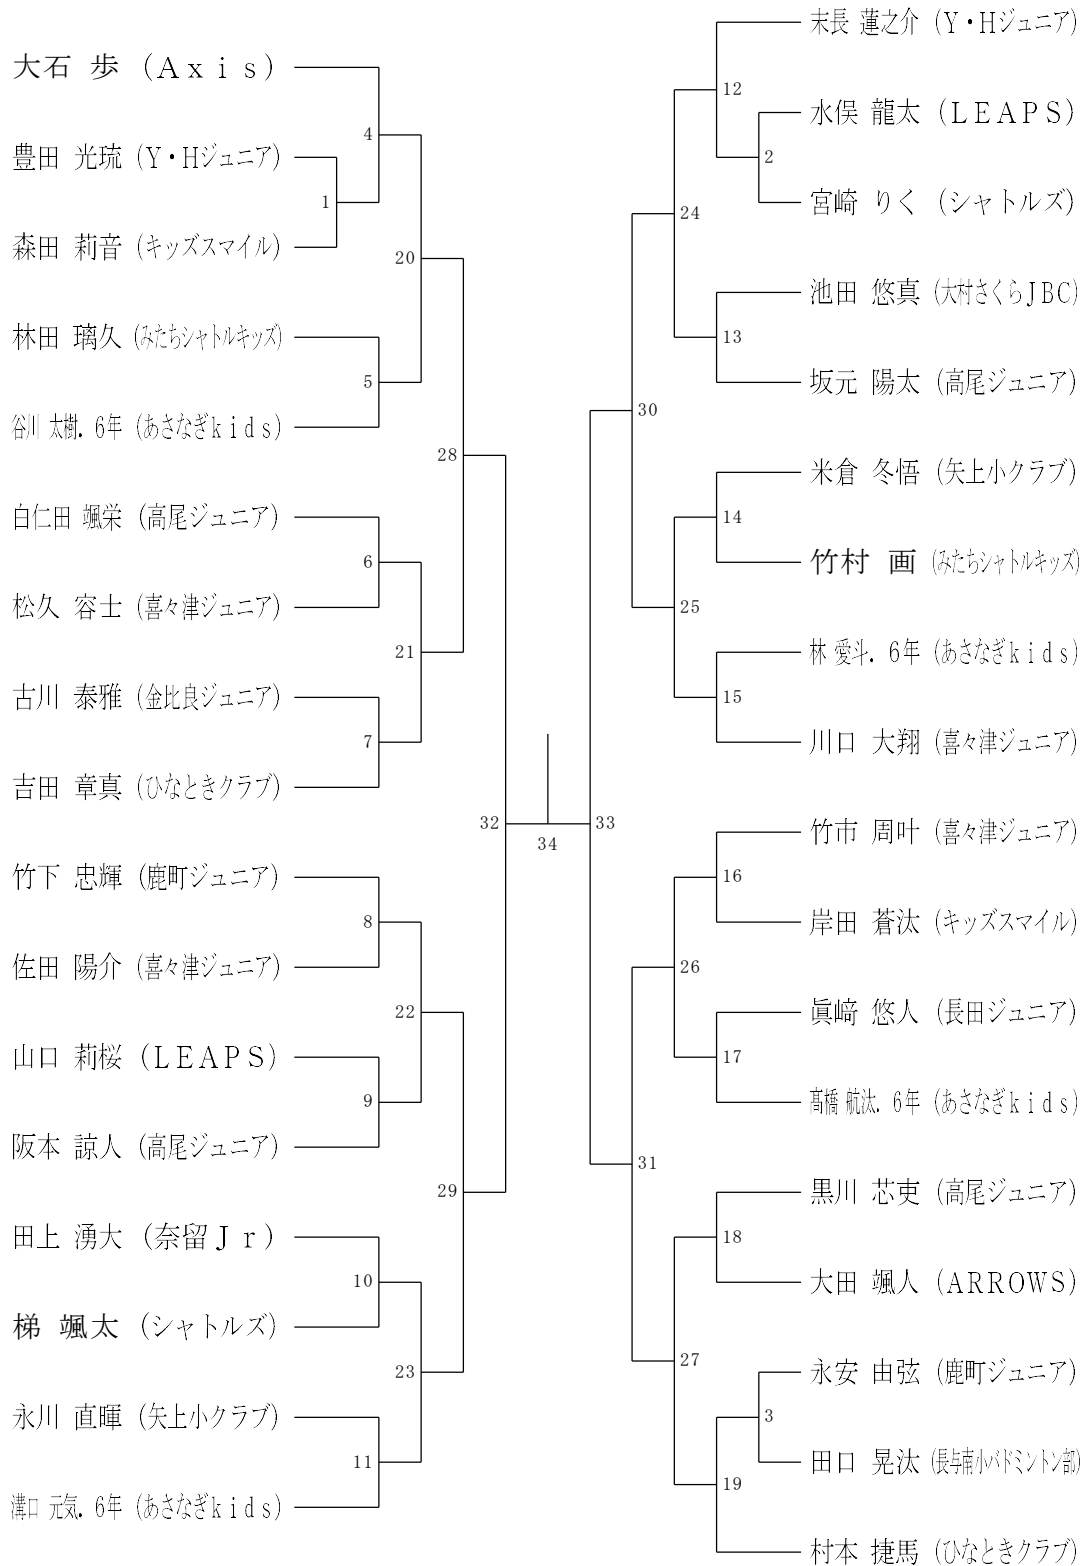 大石 歩 (Axis)
豊田 光琉 (Y・Hジュニア)
森田 莉音 (キッズスマイル)
林田 璃久 (みたちシャトルキッズ)
谷川 太樹. 6年 (あさなぎkids)
白仁田 颯栄 (高尾ジュニア)
松久 容士 (喜々津ジュニア)
古川 泰雅 (金比良ジュニア)
吉田 章真 (ひなときクラブ)
竹下 忠輝 (鹿町ジュニア)
佐田 陽介 (喜々津ジュニア)
山口 莉桜 (LEAPS)
阪本 諒人 (高尾ジュニア)
田上 湧大 (奈留Jr)
梯 颯太 (シャトルズ)
永川 直暉 (矢上小クラブ)
溝口 元気. 6年 (あさなぎkids)
1
4
5
6
7
8
9
10
11
20
21
22
23
28
29
32
34
33
30
31
24
25
26
27
12
2
13
14
15
16
17
18
3
19
末長 蓮之介 (Y・Hジュニア)
水俣 龍太 (LEAPS)
宮崎 りく (シャトルズ)
池田 悠真 (大村さくらJBC)
坂元 陽太 (高尾ジュニア)
米倉 冬悟 (矢上小クラブ)
竹村 画 (みたちシャトルキッズ)
林 愛斗. 6年 (あさなぎkids)
川口 大翔 (喜々津ジュニア)
竹市 周叶 (喜々津ジュニア)
岸田 蒼汰 (キッズスマイル)
眞﨑 悠人 (長田ジュニア)
髙橋 航汰. 6年 (あさなぎkids)
黒川 芯吏 (高尾ジュニア)
大田 颯人 (ARROWS)
永安 由弦 (鹿町ジュニア)
田口 晃汰 (長与南小バドミントン部)
村本 捷馬 (ひなときクラブ)